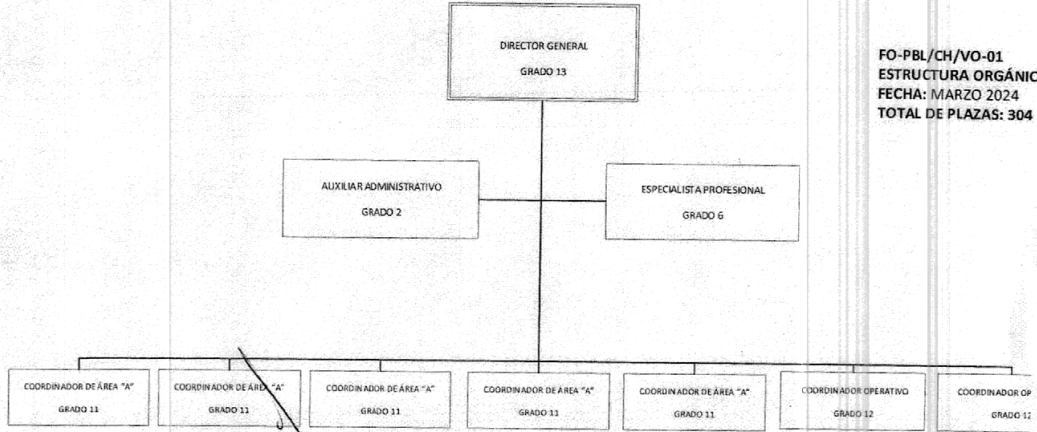 DIRECTOR GENERAL
GRADO 13
FO-PBL/CH/VO-01
ESTRUCTURA ORGÁNIC
FECHA: MARZO 2024
TOTAL DE PLAZAS: 304
AUXILIAR ADMINISTRATIVO
GRADO 2
ESPECIALISTA PROFESIONAL
GRADO 6
COORDINADOR DE ÁREA "A"
GRADO 11
COORDINADOR DE ÁREA "A"
GRADO 11
COORDINADOR DE ÁREA "A"
GRADO 11
COORDINADOR DE ÁREA "A"
GRADO 11
COORDINADOR DE ÁREA "A"
GRADO 11
COORDINADOR OPERATIVO
GRADO 12
COORDINADOR OP
GRADO 12